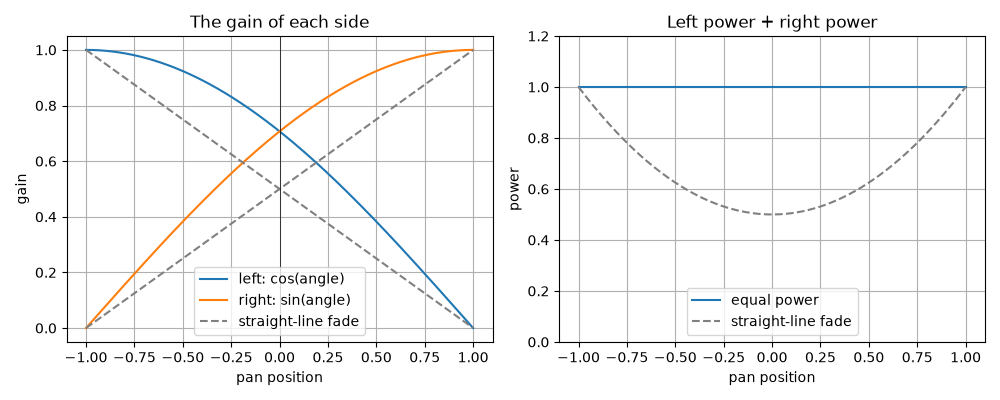 The gain of each side
gain
1.0
0.8
0.6
0.4
0.2
0.0
left: cos(angle)
right: sin(angle)
straight-line fade
−1.00 −0.75 −0.50 −0.25 0.00 0.25 0.50 0.75 1.00
pan position
Left power + right power
power
1.2
1.0
0.8
0.6
0.4
0.2
0.0
equal power
straight-line fade
−1.00 −0.75 −0.50 −0.25 0.00 0.25 0.50 0.75 1.00
pan position